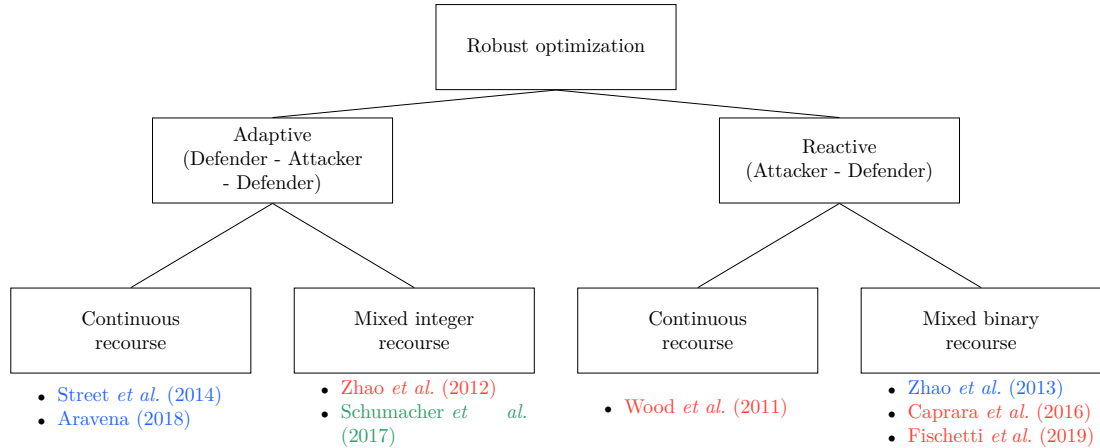 Robust optimization
Adaptive
(Defender - Attacker
- Defender)
Reactive
(Attacker - Defender)
Continuous
recourse
Mixed integer
recourse
Continuous
recourse
Mixed binary
recourse
• Street et al. (2014)
• Aravena (2018)
• Zhao et al. (2012)
• Schumacher et al.
(2017)
• Wood et al. (2011)
• Zhao et al. (2013)
• Caprara et al. (2016)
• Fischetti et al. (2019)